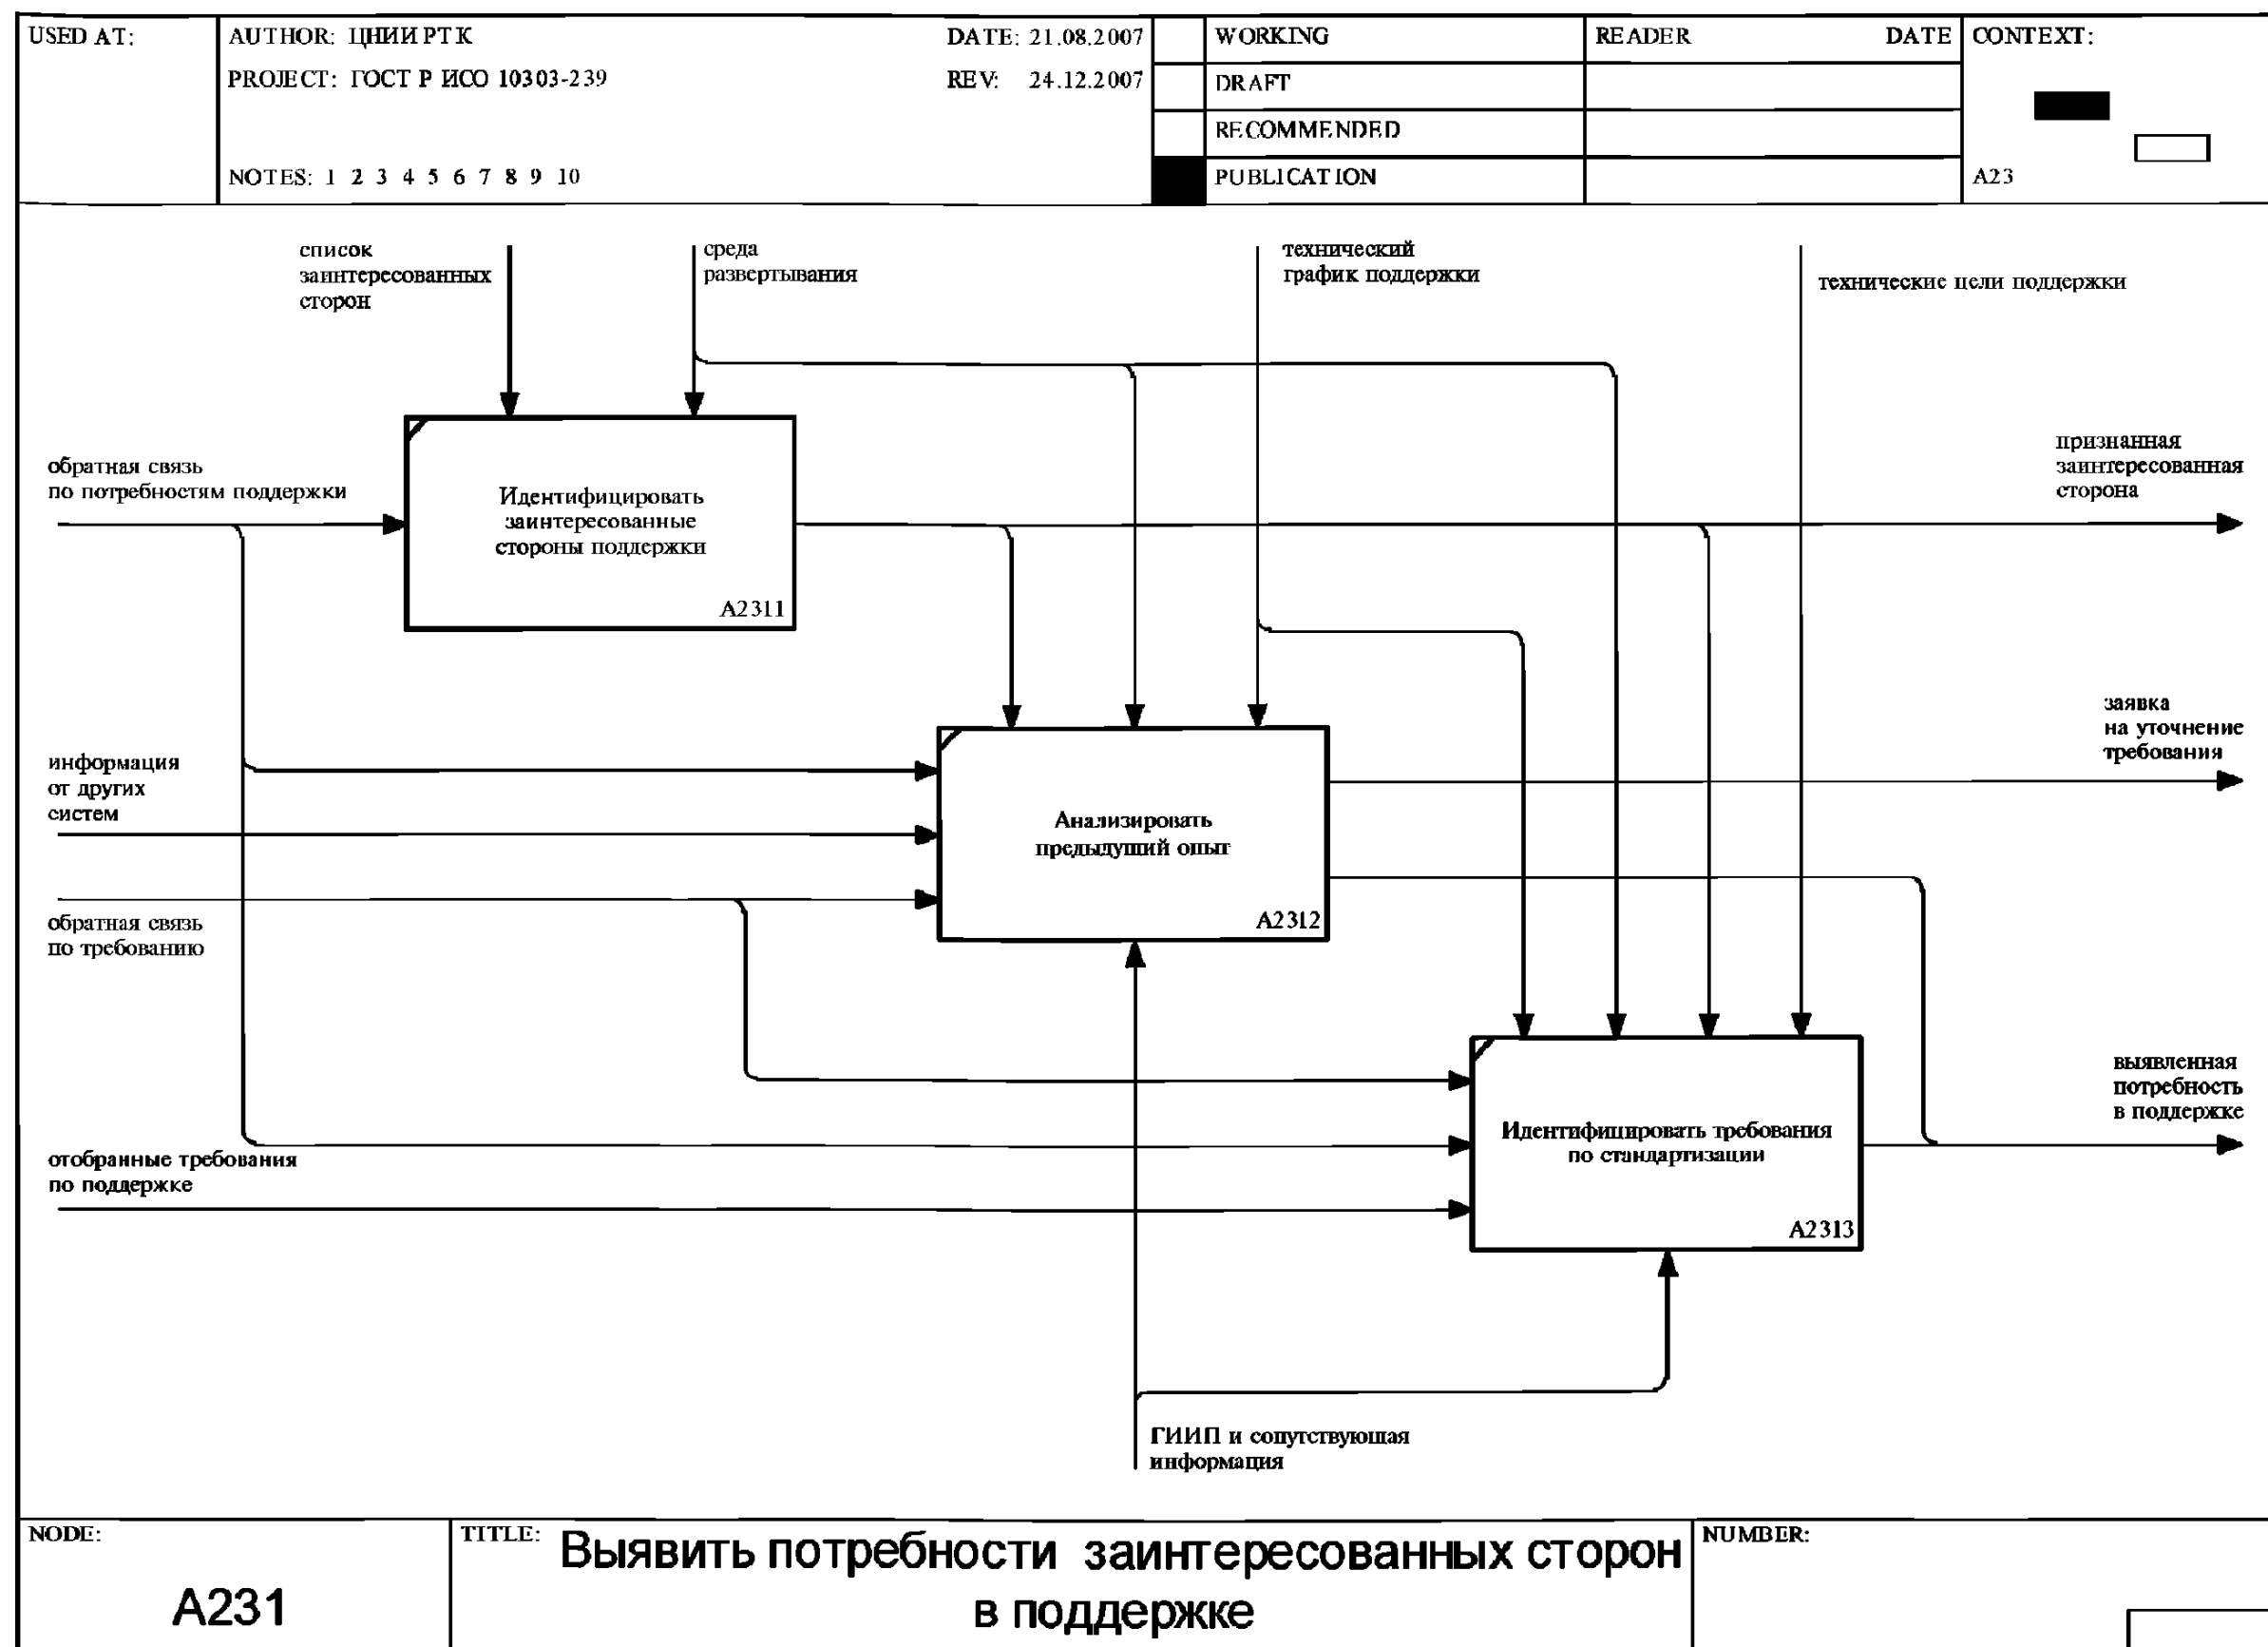 USED AT:
AUTHOR: ЦНИИ РТК
DATE: 21.08.2007
PROJECT: ГОСТ Р ИСО 10303-239
REV: 24.12.2007
NOTES: 1 2 3 4 5 6 7 8 9 10
WORKING
DRAFT
RECOMMENDED
PUBLICATION
READER DATE
CONTEXT:
A23
список
заинтересованных
сторон
среда
развертывания
технический
график поддержки
технические цели поддержки
обратная связь
по потребностям поддержки
Идентифицировать
заинтересованные
стороны поддержки
A2311
признанная
заинтересованная
сторона
заявка
на уточнение
требования
информация
от других
систем
Анализировать
предыдущий опыт
A2312
обратная связь
по требованию
выявленная
потребность
в поддержке
Идентифицировать требования
по стандартизации
A2313
отобранные требования
по поддержке
ГИИП и сопутствующая
информация
NODE:
A231
TITLE:
Выявить потребности заинтересованных сторон
в поддержке
NUMBER: